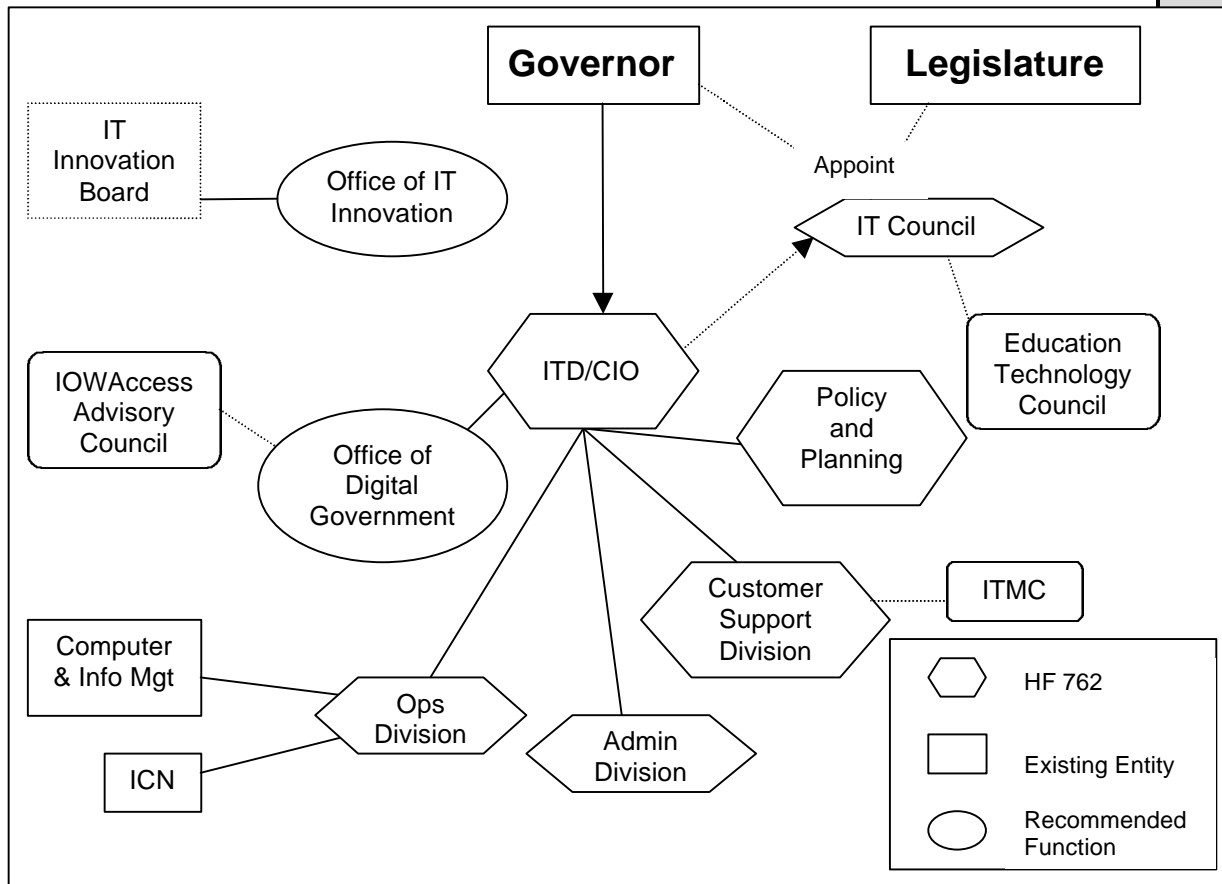 Governor
Legislature
IT
Innovation
Board
Office of IT
Innovation
Appoint
IT Council
ITD/CIO
Education
Technology
Council
IOWAccess
Advisory
Council
Policy
and
Planning
Office of
Digital
Government
Customer
Support
Division
ITMC
Computer
& Info Mgt
Ops
Division
Admin
Division
ICN
HF 762
Existing Entity
Recommended
Function